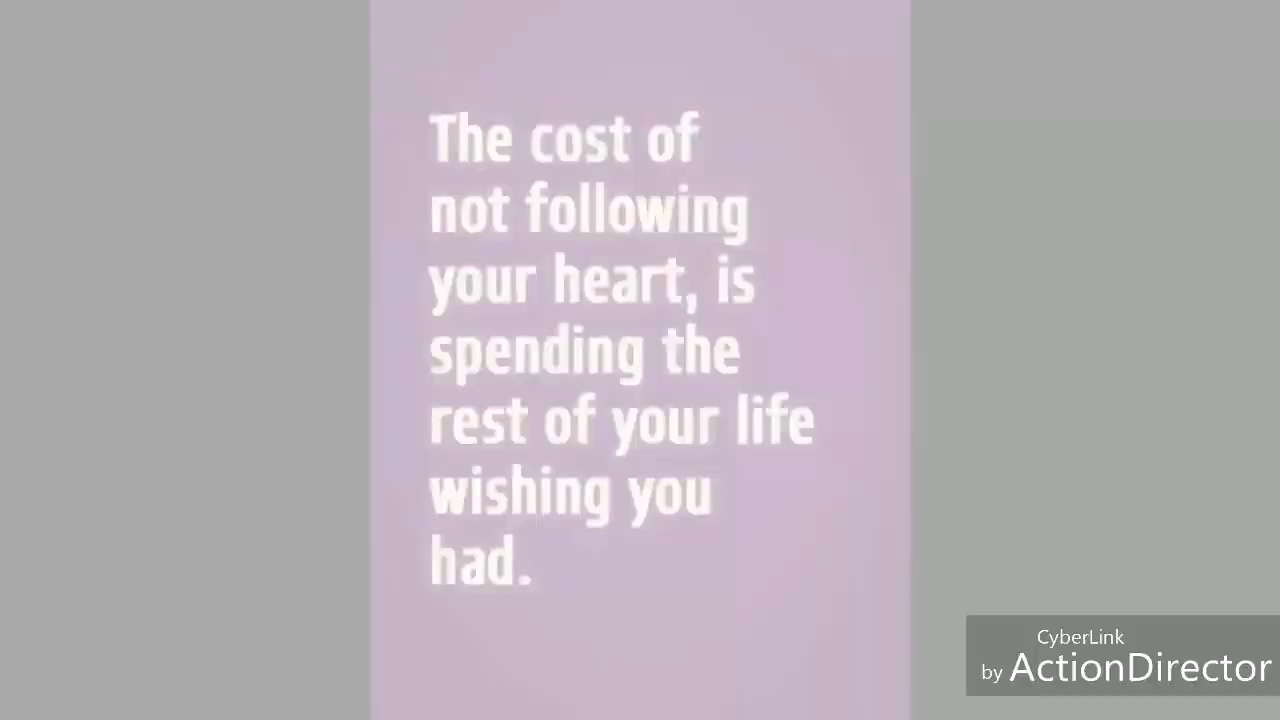 The cost of
not following
your heart, is
spending the
rest of your life
wishing you
had.
CyberLink
by ActionDirector